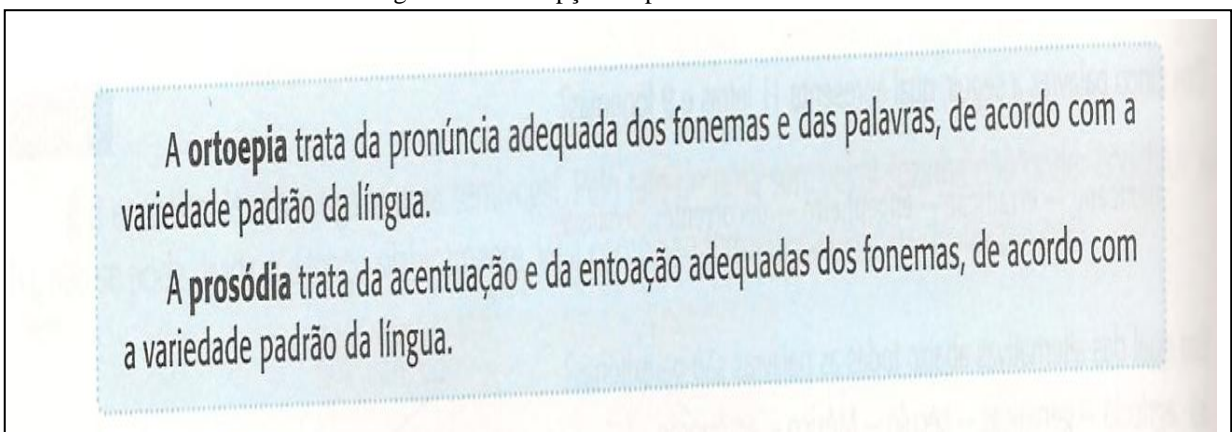 A ortoepia trata da pronúncia adequada dos fonemas e das palavras, de acordo com a
variedade padrão da língua.
A prosódia trata da acentuação e da entoação adequadas dos fonemas, de acordo com
a variedade padrão da língua.